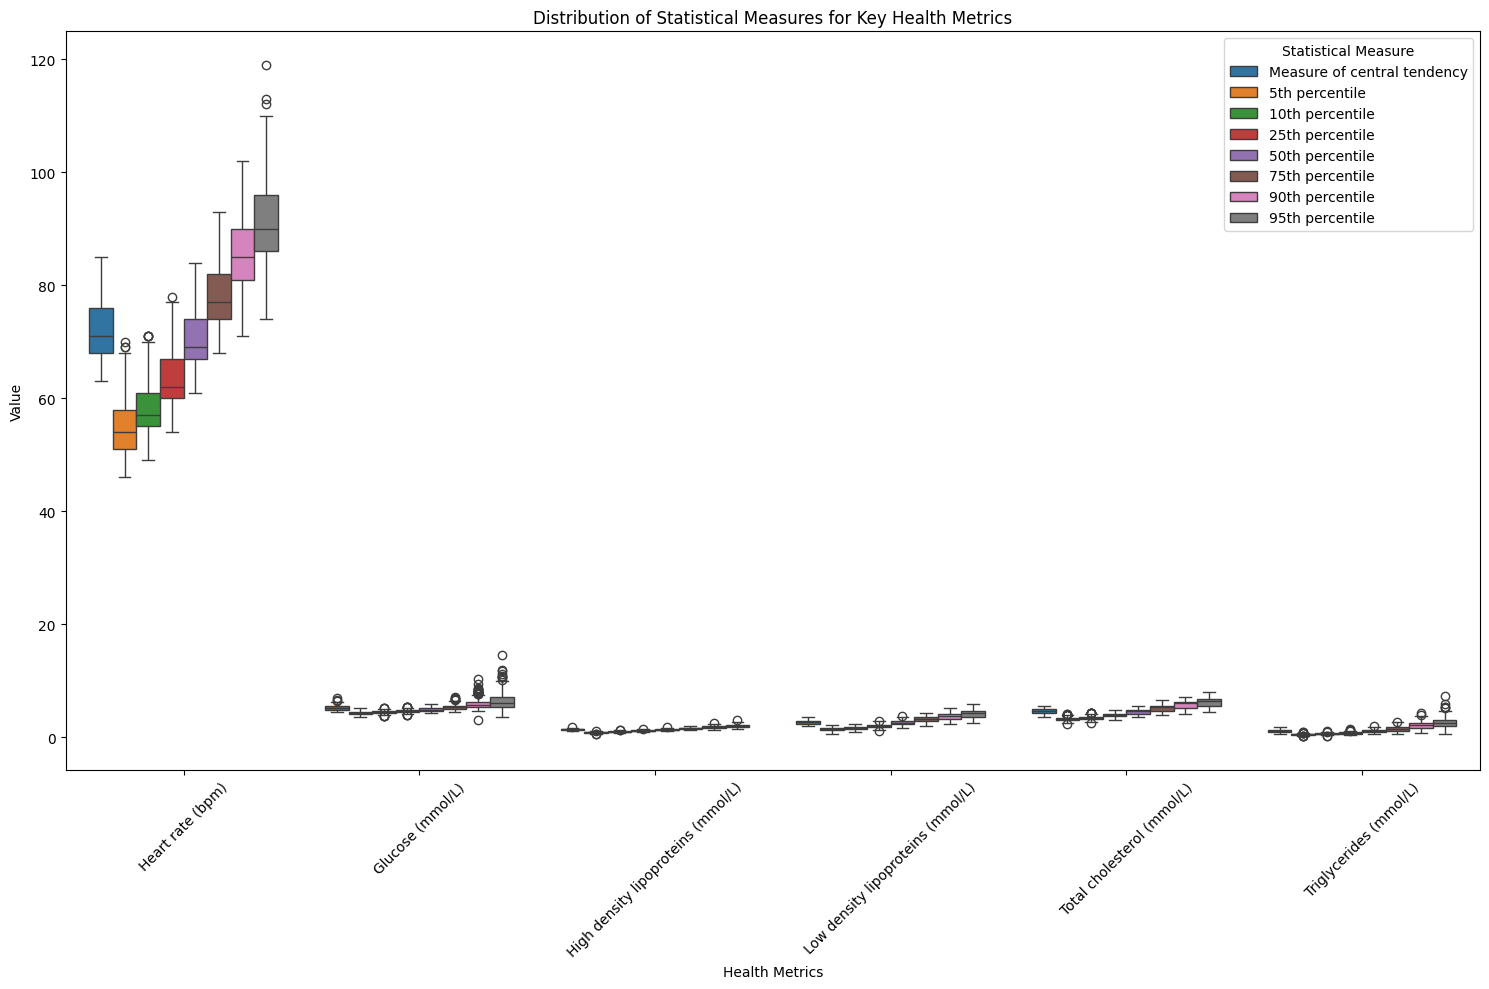 Distribution of Statistical Measures for Key Health Metrics
Statistical Measure
Measure of central tendency
5th percentile
10th percentile
25th percentile
50th percentile
75th percentile
90th percentile
95th percentile
Value
120
100
80
60
40
20
0
Heart rate (bpm)
Glucose (mmol/L)
High density lipoproteins (mmol/L)
Low density lipoproteins (mmol/L)
Total cholesterol (mmol/L)
Triglycerides (mmol/L)
Health Metrics